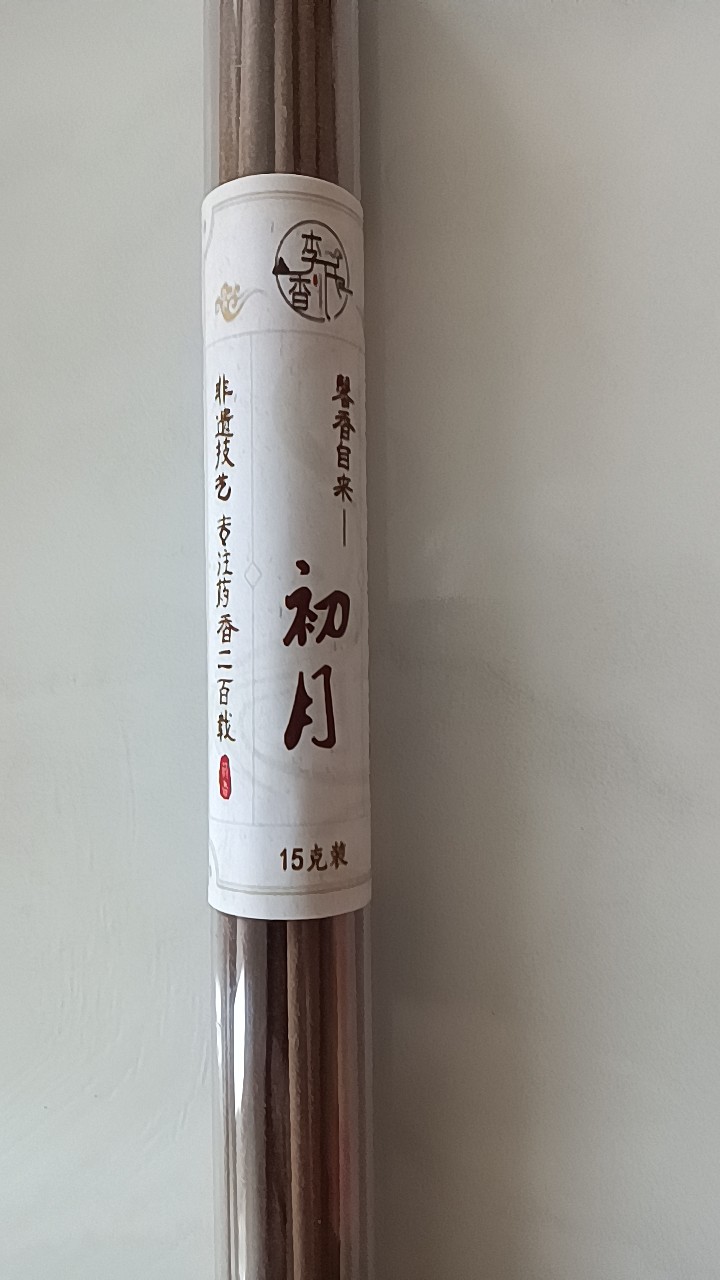 李
香
馨香自来—
初月
15克装
非遗技艺 专注药香二百载